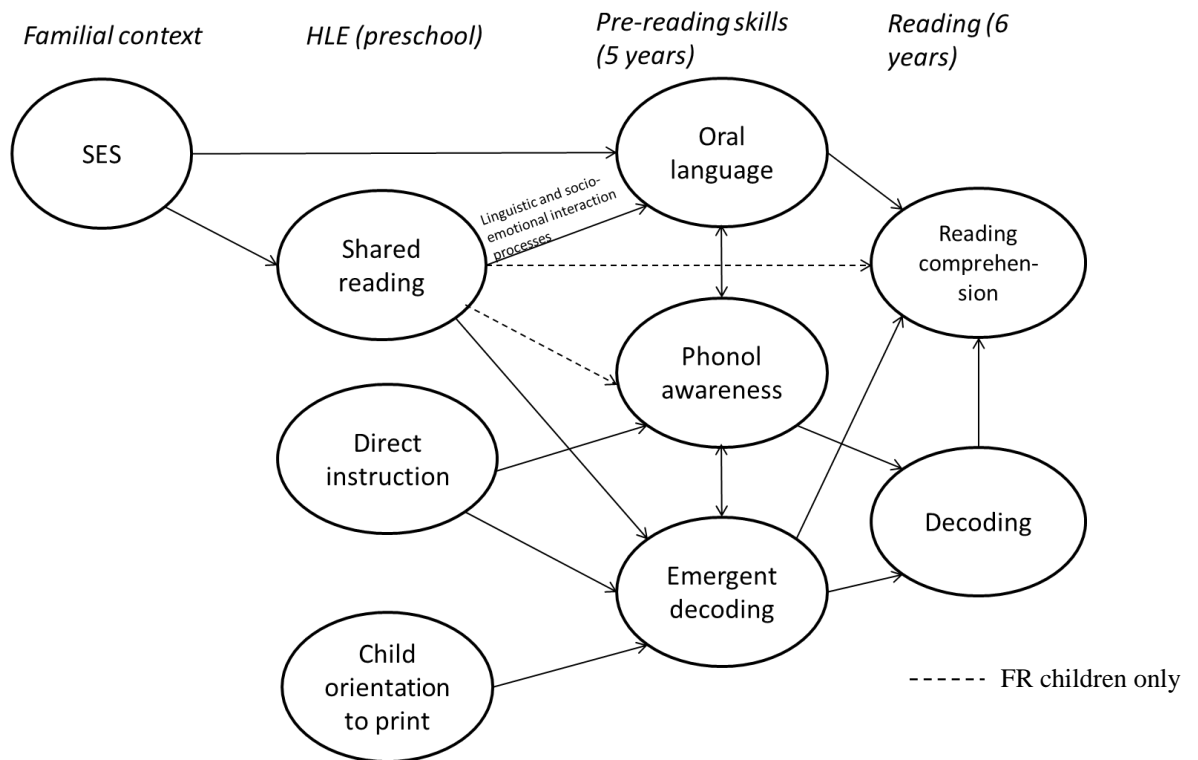 Familial context
HLE (preschool)
Pre-reading skills
(5 years)
Reading (6
years)
SES
Oral
language
Linguistic and socio-
emotional interaction
processes
Shared
reading
Reading
comprehen-
sion
Phonol
awareness
Direct
instruction
Decoding
Emergent
decoding
Child
orientation
to print
FR children only